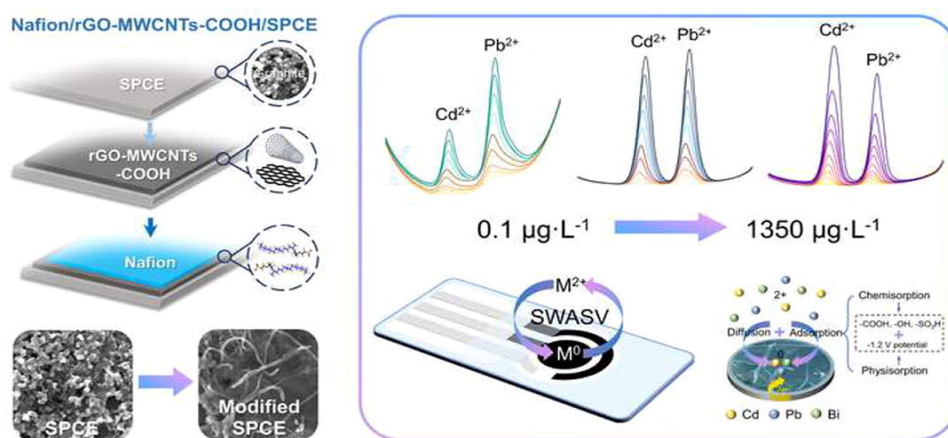 Nafion/rGO-MWCNTs-COOH/SPCE
Graphite
SPCE
rGO-MWCNTs
-COOH
Nafion
SPCE
Modified
SPCE
Cd²⁺
Pb²⁺
Cd²⁺ Pb²⁺
Cd²⁺
Pb²⁺
0.1 μg·L⁻¹
1350 μg·L⁻¹
M²⁺
SWASV
M⁰
2+
Diffusion + Adsorption
0
Chemisorption
-COOH, -OH, -SO₃H
+
-1.2 V potential
Physisorption
Cd Pb Bi